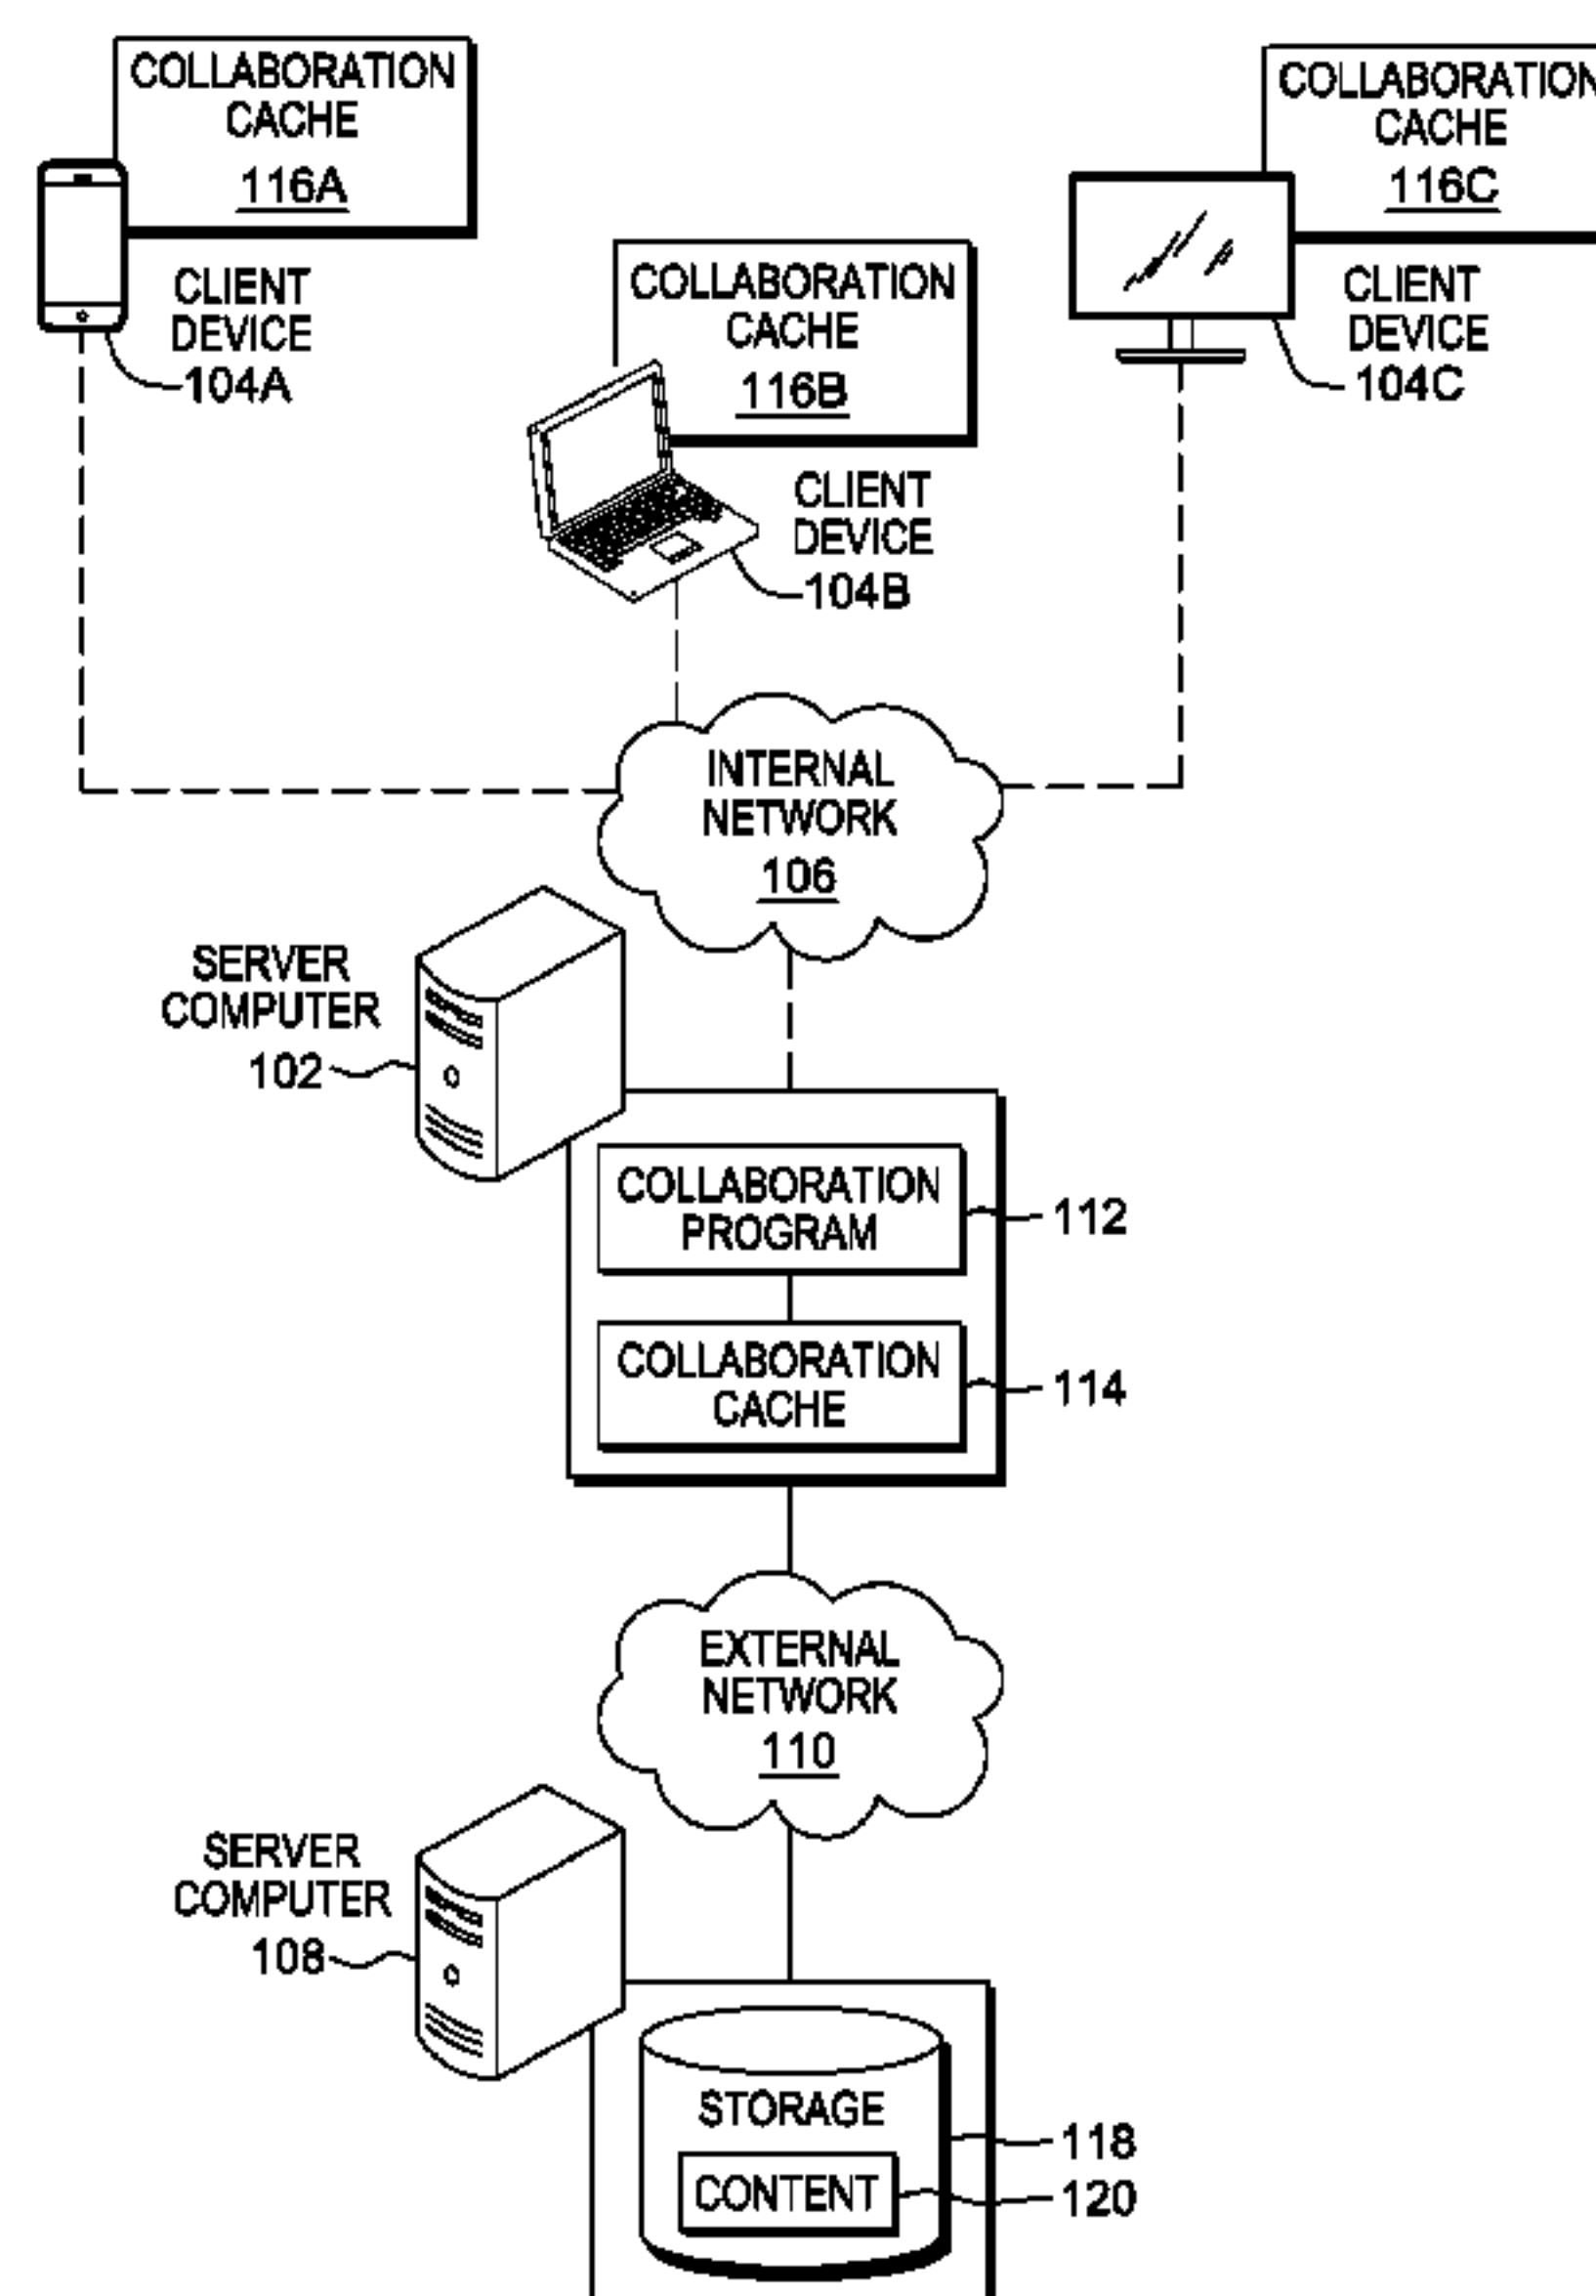 COLLABORATION
CACHE
116A
CLIENT
DEVICE
104A
COLLABORATION
CACHE
116B
CLIENT
DEVICE
104B
COLLABORATION
CACHE
116C
CLIENT
DEVICE
104C
INTERNAL
NETWORK
106
SERVER
COMPUTER
102
COLLABORATION
PROGRAM
112
COLLABORATION
CACHE
114
EXTERNAL
NETWORK
110
SERVER
COMPUTER
108
STORAGE
118
CONTENT
120